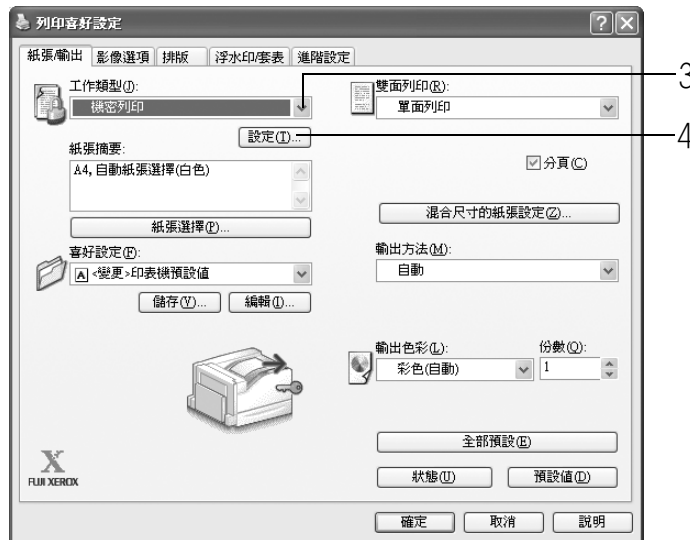 列印喜好設定
紙張/輸出 影像選項 排版 浮水印/套表 進階設定
工作類型(J):
機密列印
3
設定(I)...
4
紙張摘要:
A4, 自動紙張選擇(白色)
紙張選擇(P)...
喜好設定(F):
A <變更>印表機預設值
儲存(V)... 編輯(I)...
雙面列印(R):
單面列印
分頁(C)
混合尺寸的紙張設定(Z)...
輸出方法(M):
自動
輸出色彩(L): 份數(Q):
彩色(自動) 1
全部預設(E)
狀態(U) 預設值(D)
X
FUJI XEROX
確定 取消 說明